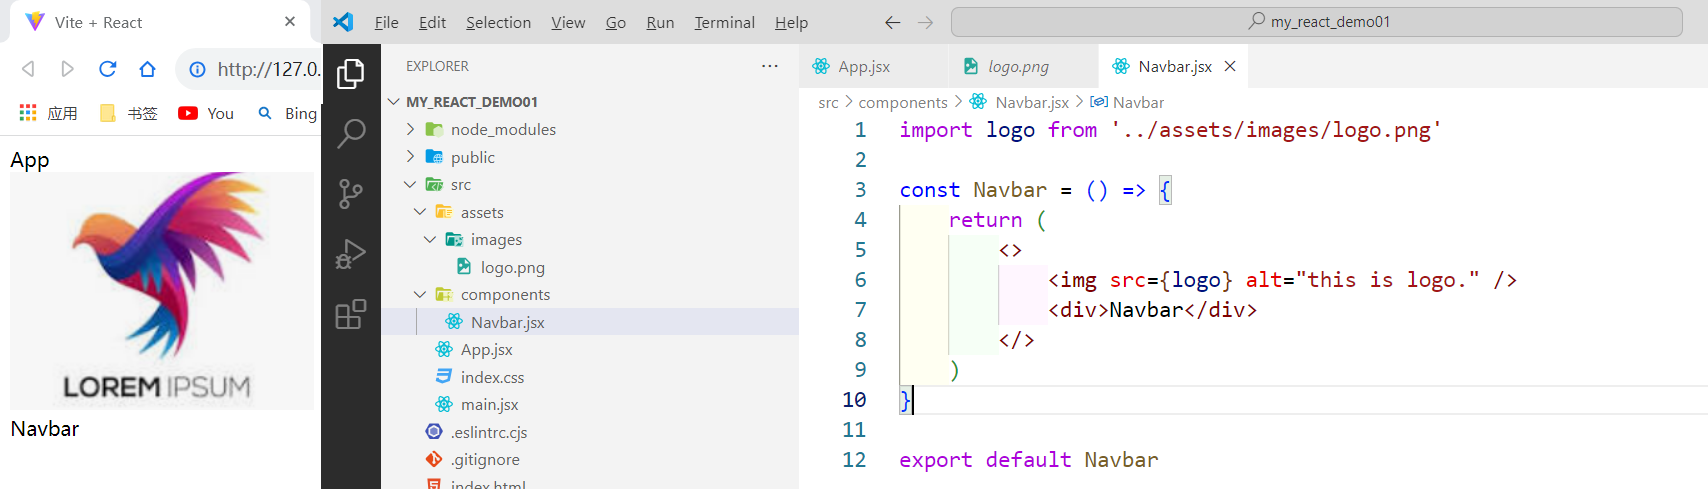 Vite + React
http://127.0.
应用 书签 You Bing
App
LOREM IPSUM
Navbar
File Edit Selection View Go Run Terminal Help
my_react_demo01
EXPLORER
MY_REACT_DEMO01
node_modules
public
src
assets
images
logo.png
components
Navbar.jsx
App.jsx
index.css
main.jsx
.eslintrc.cjs
.gitignore
index.html
App.jsx logo.png Navbar.jsx
src > components > Navbar.jsx > Navbar
1 import logo from '../assets/images/logo.png'
2
3 const Navbar = () => {
4 return (
5 <>
6 <img src={logo} alt="this is logo." />
7 <div>Navbar</div>
8 </>
9 )
10 }
11
12 export default Navbar